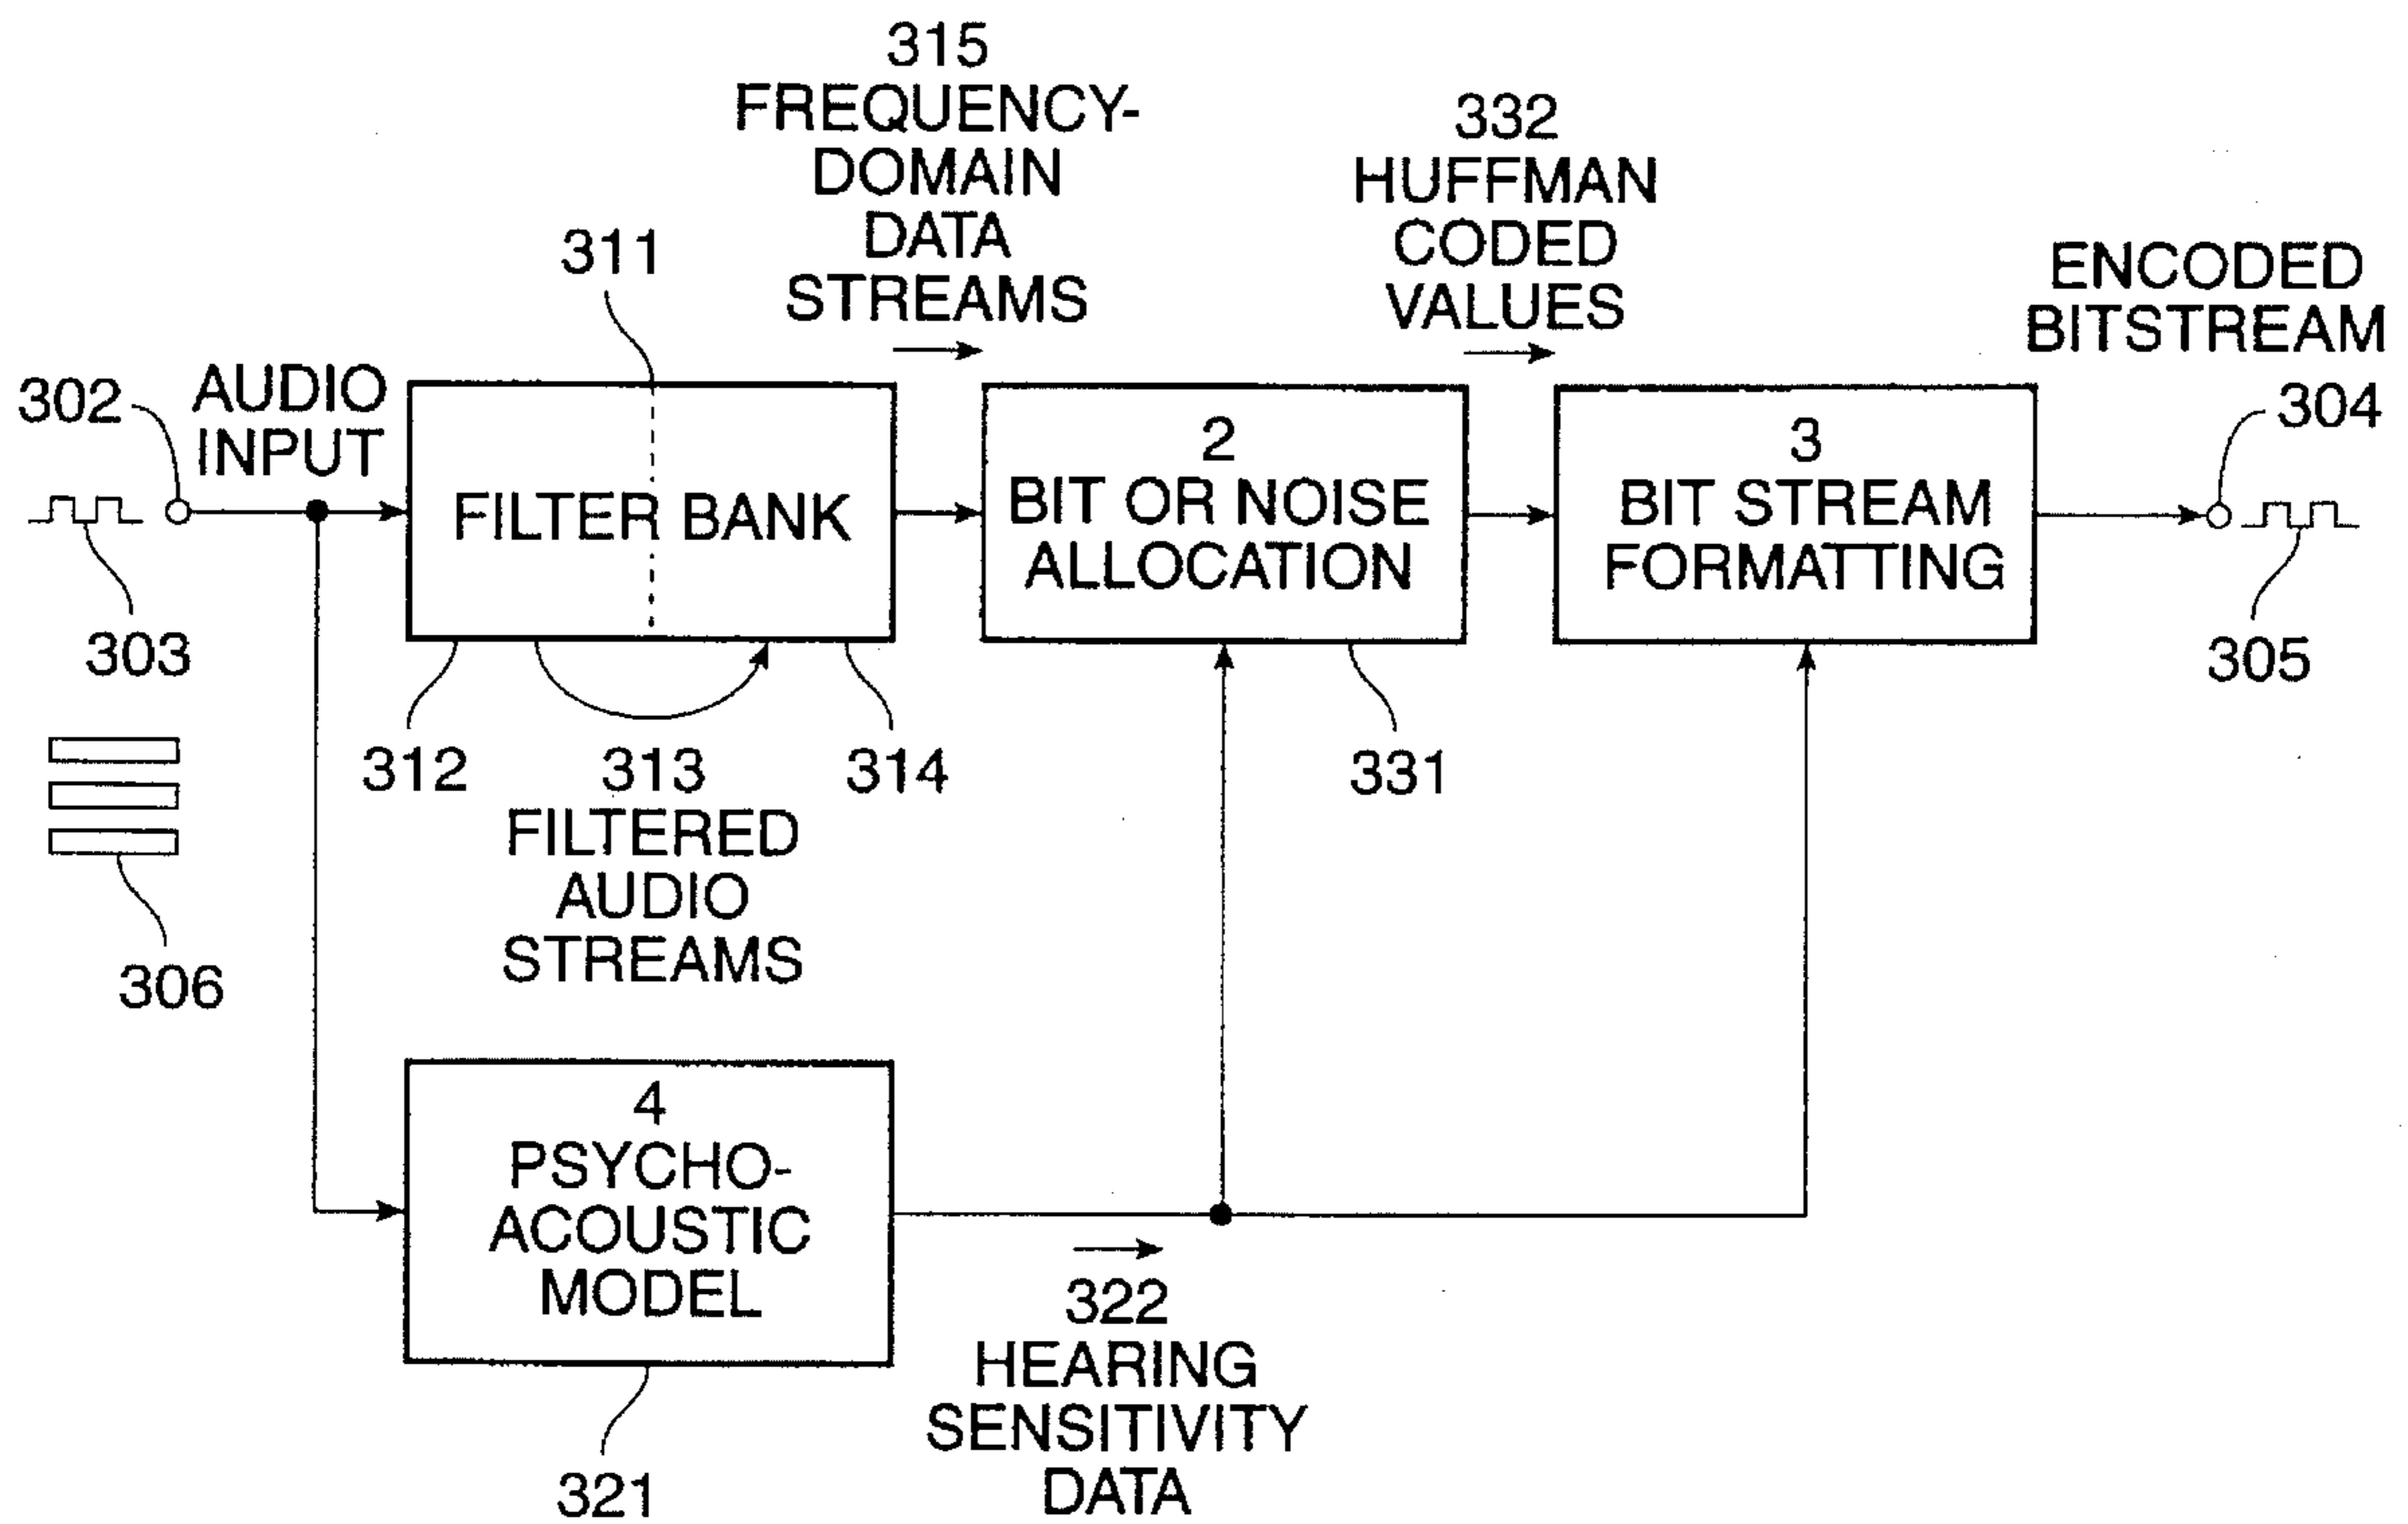 315
FREQUENCY-
DOMAIN
DATA
STREAMS
332
HUFFMAN
CODED
VALUES
311
ENCODED
BITSTREAM
302
AUDIO
INPUT
304
FILTER BANK
2
BIT OR NOISE
ALLOCATION
3
BIT STREAM
FORMATTING
303
305
312
313
FILTERED
AUDIO
STREAMS
314
331
306
4
PSYCHO-
ACOUSTIC
MODEL
322
HEARING
SENSITIVITY
DATA
321